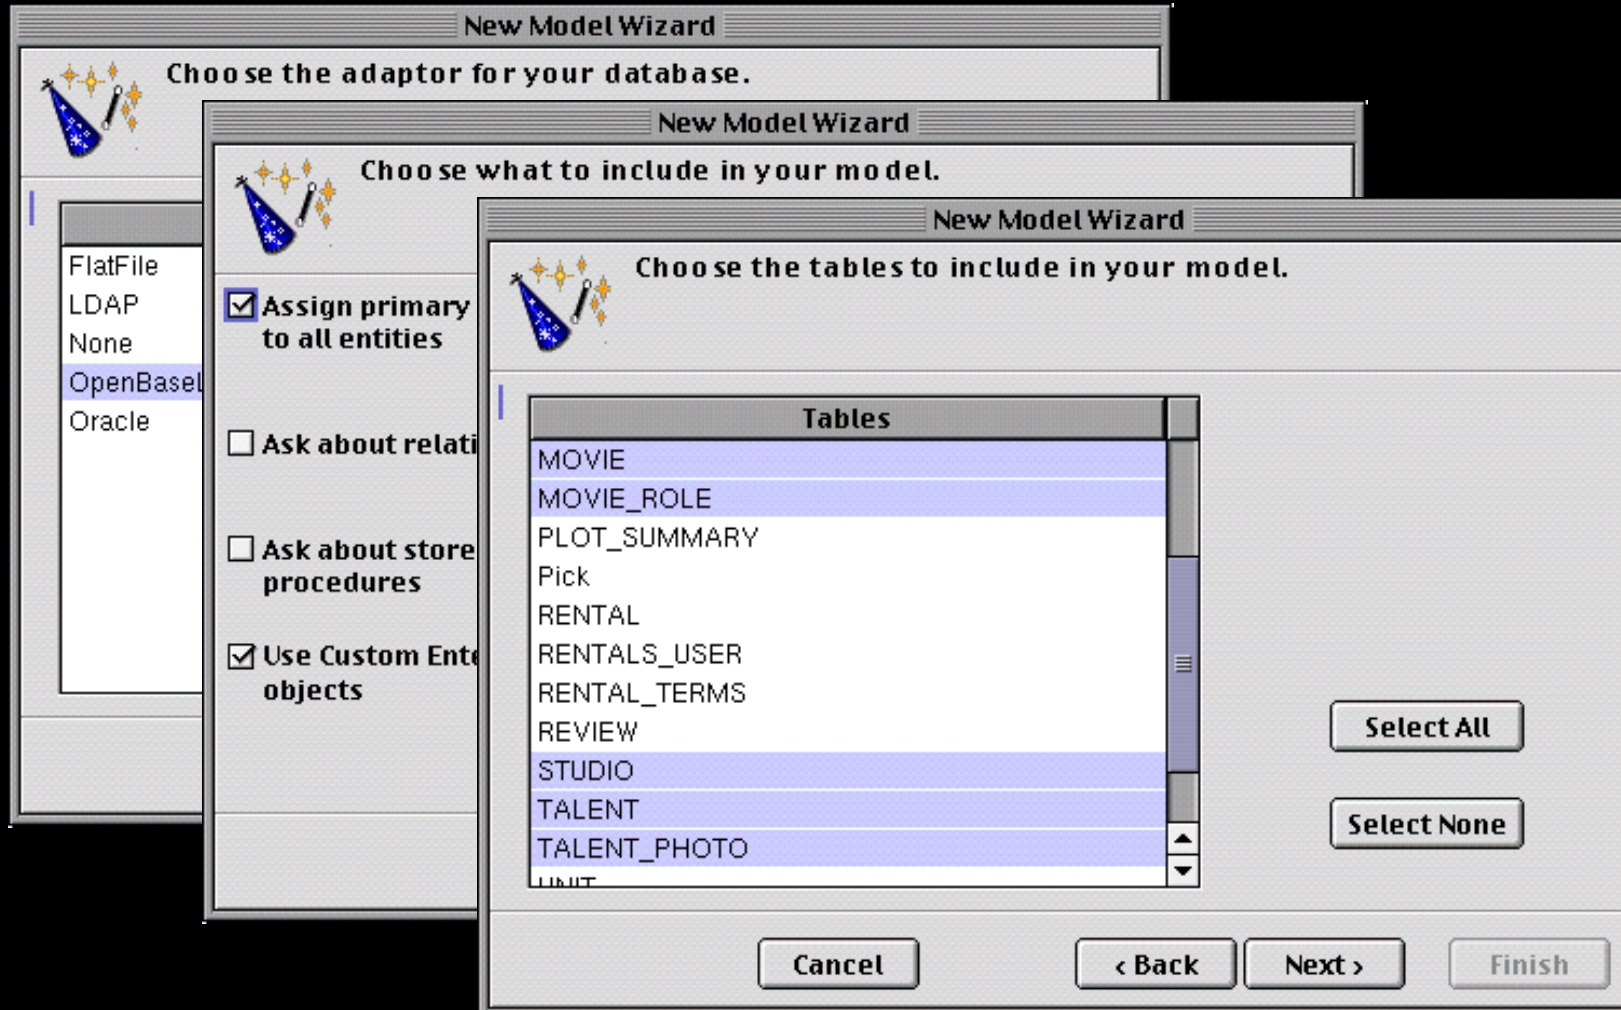 New Model Wizard
Choose the adaptor for your database.
FlatFile
LDAP
None
OpenBase
Oracle
New Model Wizard
Choose what to include in your model.
Assign primary
to all entities
Ask about relati
Ask about store
procedures
Use Custom Ente
objects
New Model Wizard
Choose the tables to include in your model.
Tables
MOVIE
MOVIE_ROLE
PLOT_SUMMARY
Pick
RENTAL
RENTALS_USER
RENTAL_TERMS
REVIEW
STUDIO
TALENT
TALENT_PHOTO
UNIT
Select All
Select None
Cancel
‹ Back
Next ›
Finish